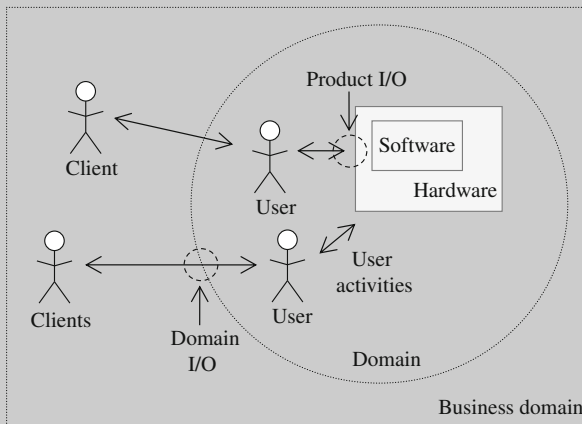 Product I/O
Software
Hardware
Client
User
User
activities
Clients
User
Domain
I/O
Domain
Business domain